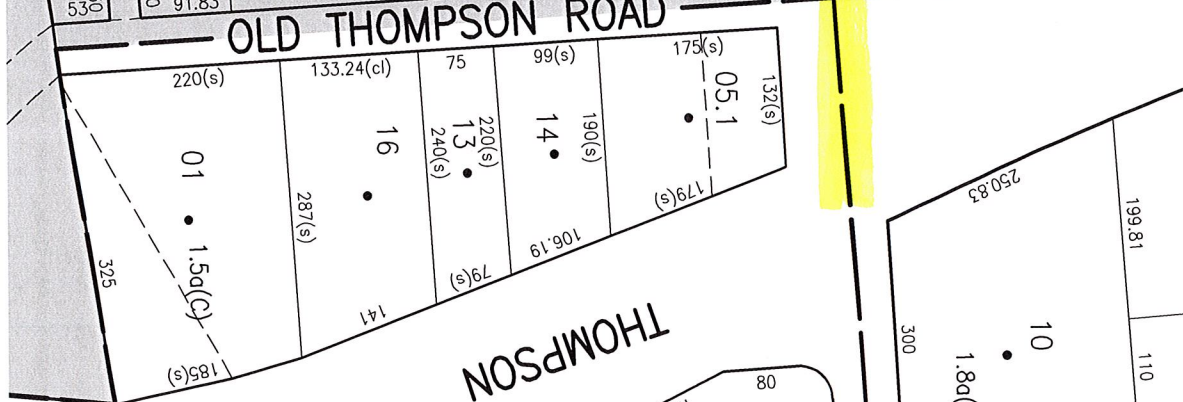 530
91.83
OLD THOMPSON ROAD
220(s)
133.24(cl)
75
99(s)
175(s)
132(s)
05.1
01
1.5a(C)
325
185(s)
16
287(s)
141
13
220(s)
240(s)
79(s)
14
190(s)
106.19
179(s)
THOMPSON
80
250.83
199.81
300
10
1.8a(
110